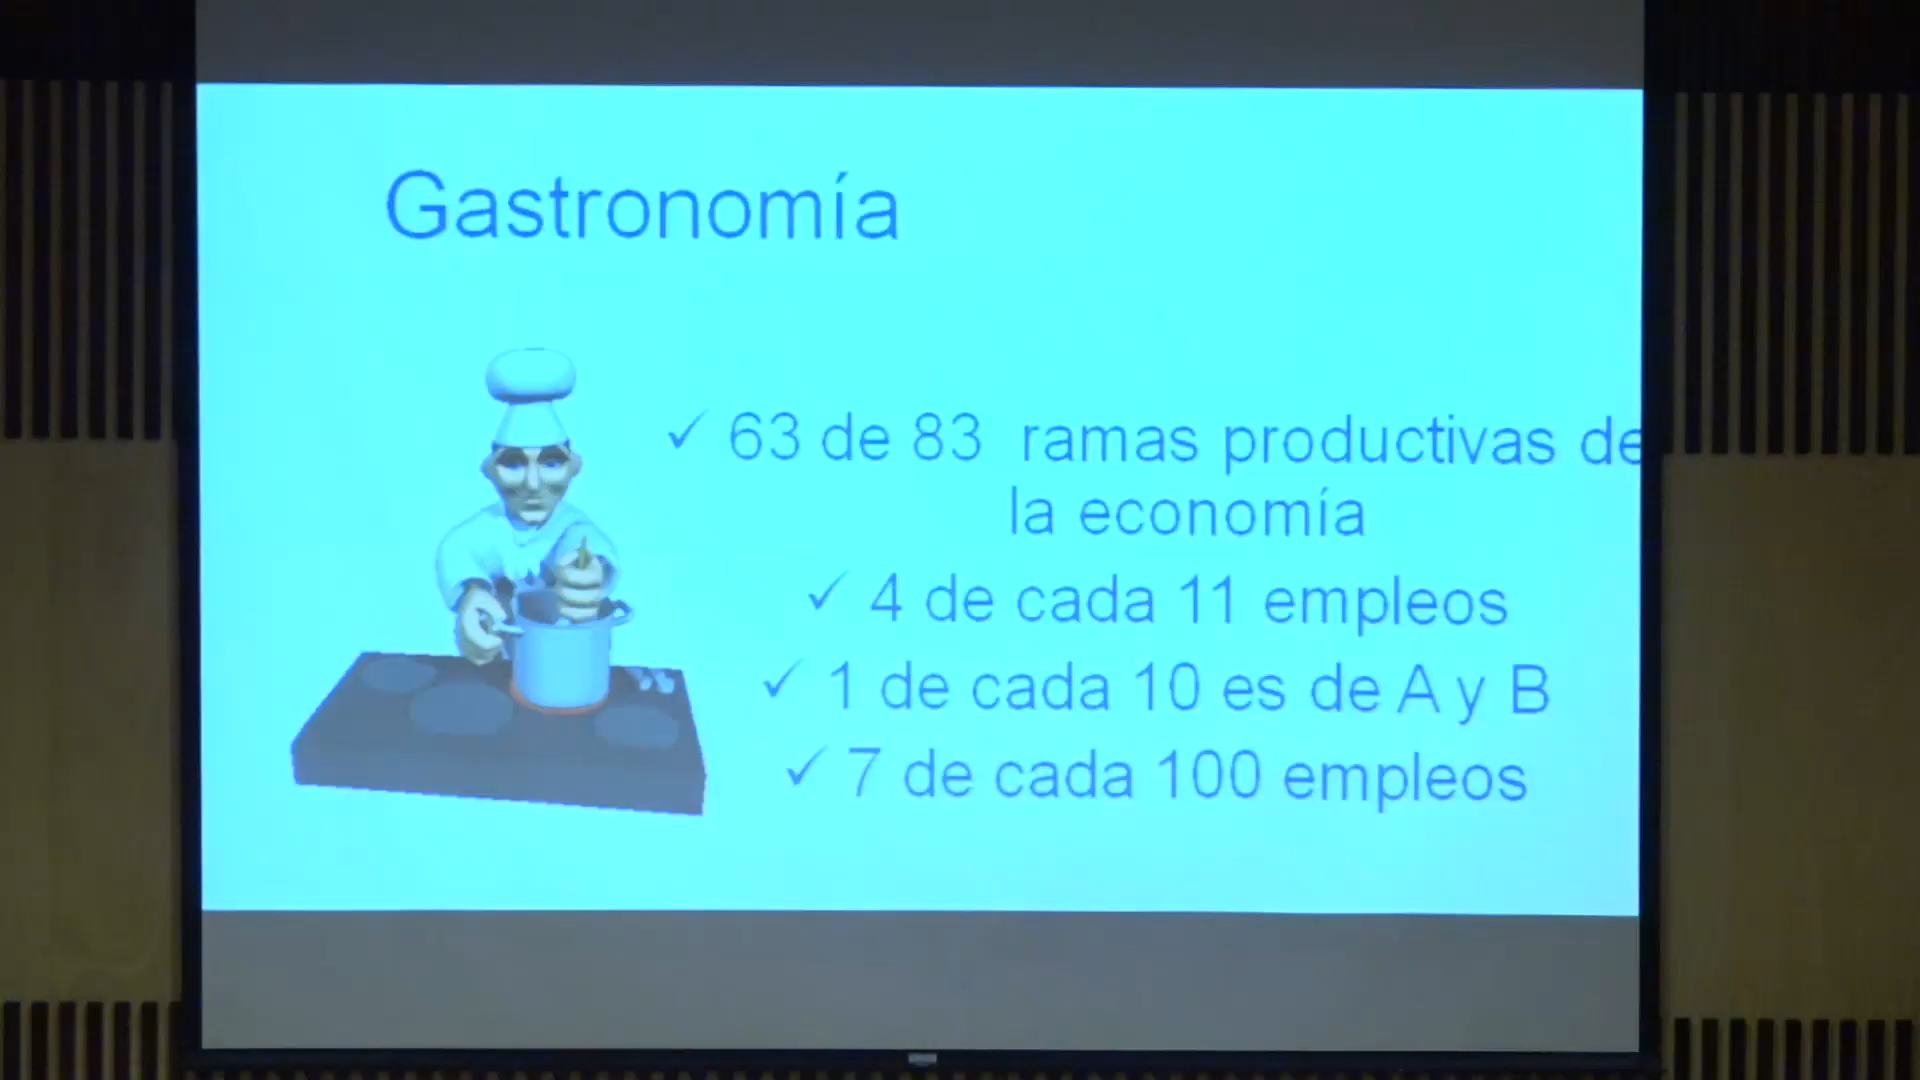 Gastronomía
✓ 63 de 83 ramas productivas de
la economía
✓ 4 de cada 11 empleos
✓ 1 de cada 10 es de A y B
✓ 7 de cada 100 empleos